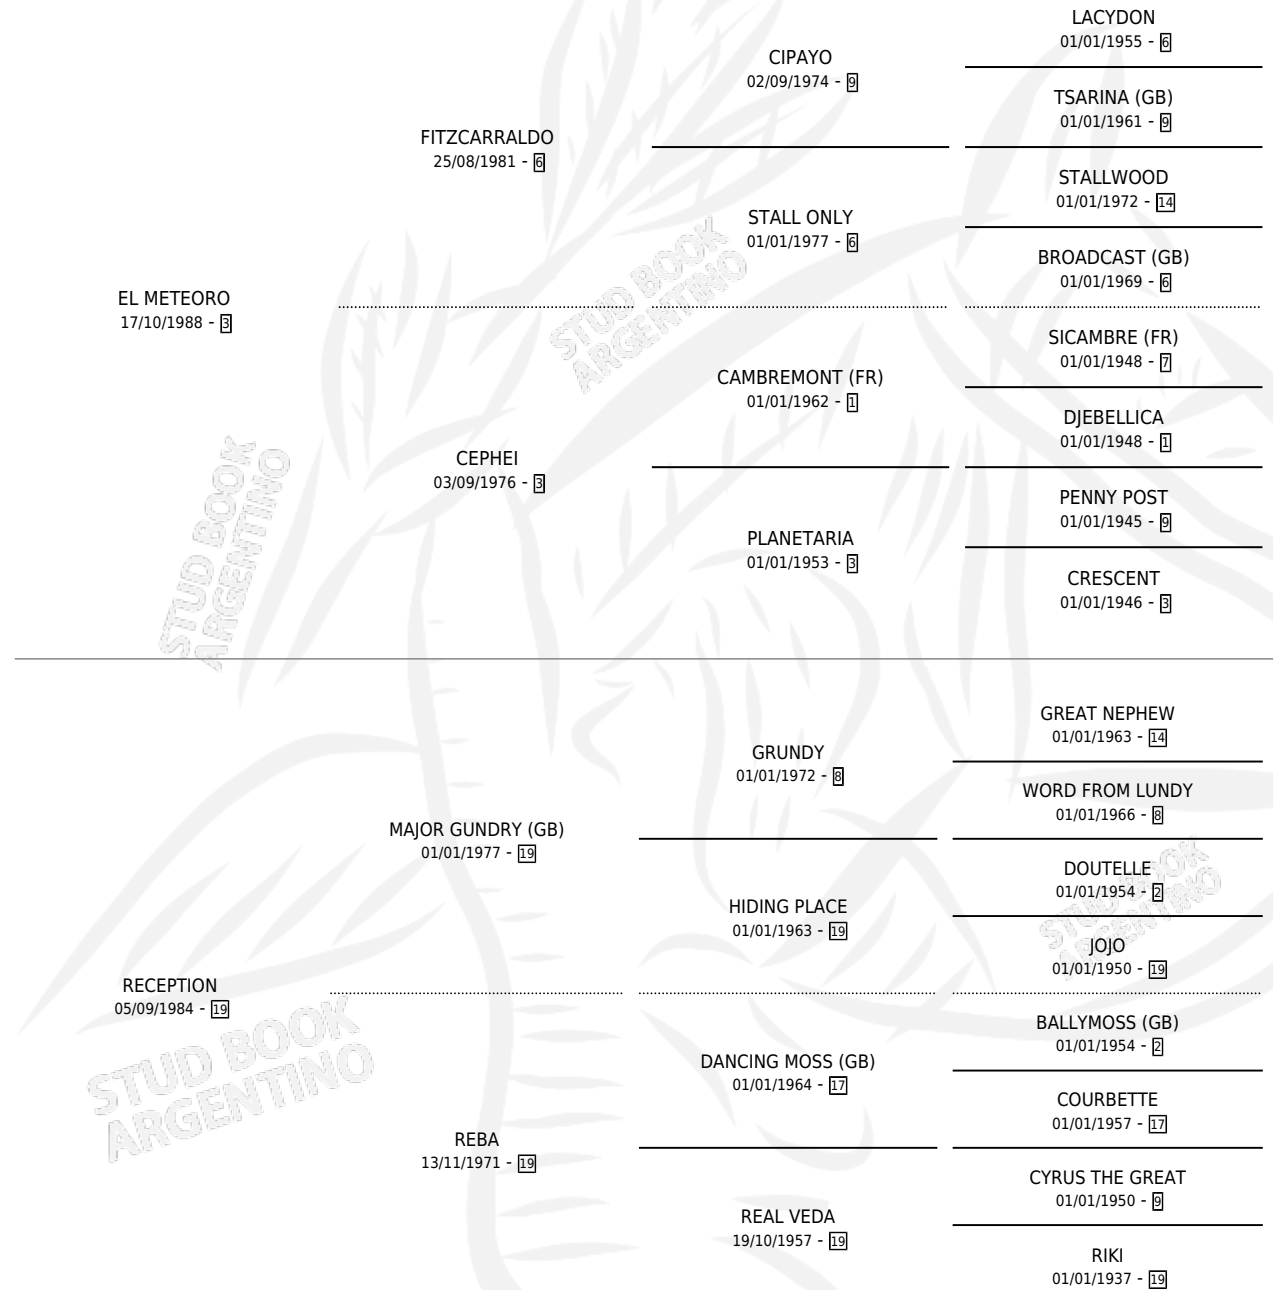 LACYDON
01/01/1955 - 6
CIPAYO
02/09/1974 - 9
TSARINA (GB)
01/01/1961 - 9
FITZCARRALDO
25/08/1981 - 6
STALLWOOD
01/01/1972 - 14
STALL ONLY
01/01/1977 - 6
BROADCAST (GB)
01/01/1969 - 6
EL METEORO
17/10/1988 - 3
STUD BOOK
ARGENTINO
SICAMBRE (FR)
01/01/1948 - 7
CAMBREMONT (FR)
01/01/1962 - 1
DJEBELLICA
01/01/1948 - 1
CEPHEI
03/09/1976 - 3
PENNY POST
01/01/1945 - 9
PLANETARIA
01/01/1953 - 3
CRESCENT
01/01/1946 - 3
STUD BOOK
ARGENTINO
GREAT NEPHEW
01/01/1963 - 14
GRUNDY
01/01/1972 - 8
WORD FROM LUNDY
01/01/1966 - 8
MAJOR GUNDRY (GB)
01/01/1977 - 19
DOUTELLE
01/01/1954 - 2
HIDING PLACE
01/01/1963 - 19
STUD BOOK
ARGENTINO
JOJO
01/01/1950 - 19
RECEPTION
05/09/1984 - 19
BALLYMOSS (GB)
01/01/1954 - 2
DANCING MOSS (GB)
01/01/1964 - 17
STUD BOOK
ARGENTINO
COURBETTE
01/01/1957 - 17
REBA
13/11/1971 - 19
CYRUS THE GREAT
01/01/1950 - 9
REAL VEDA
19/10/1957 - 19
RIKI
01/01/1937 - 19